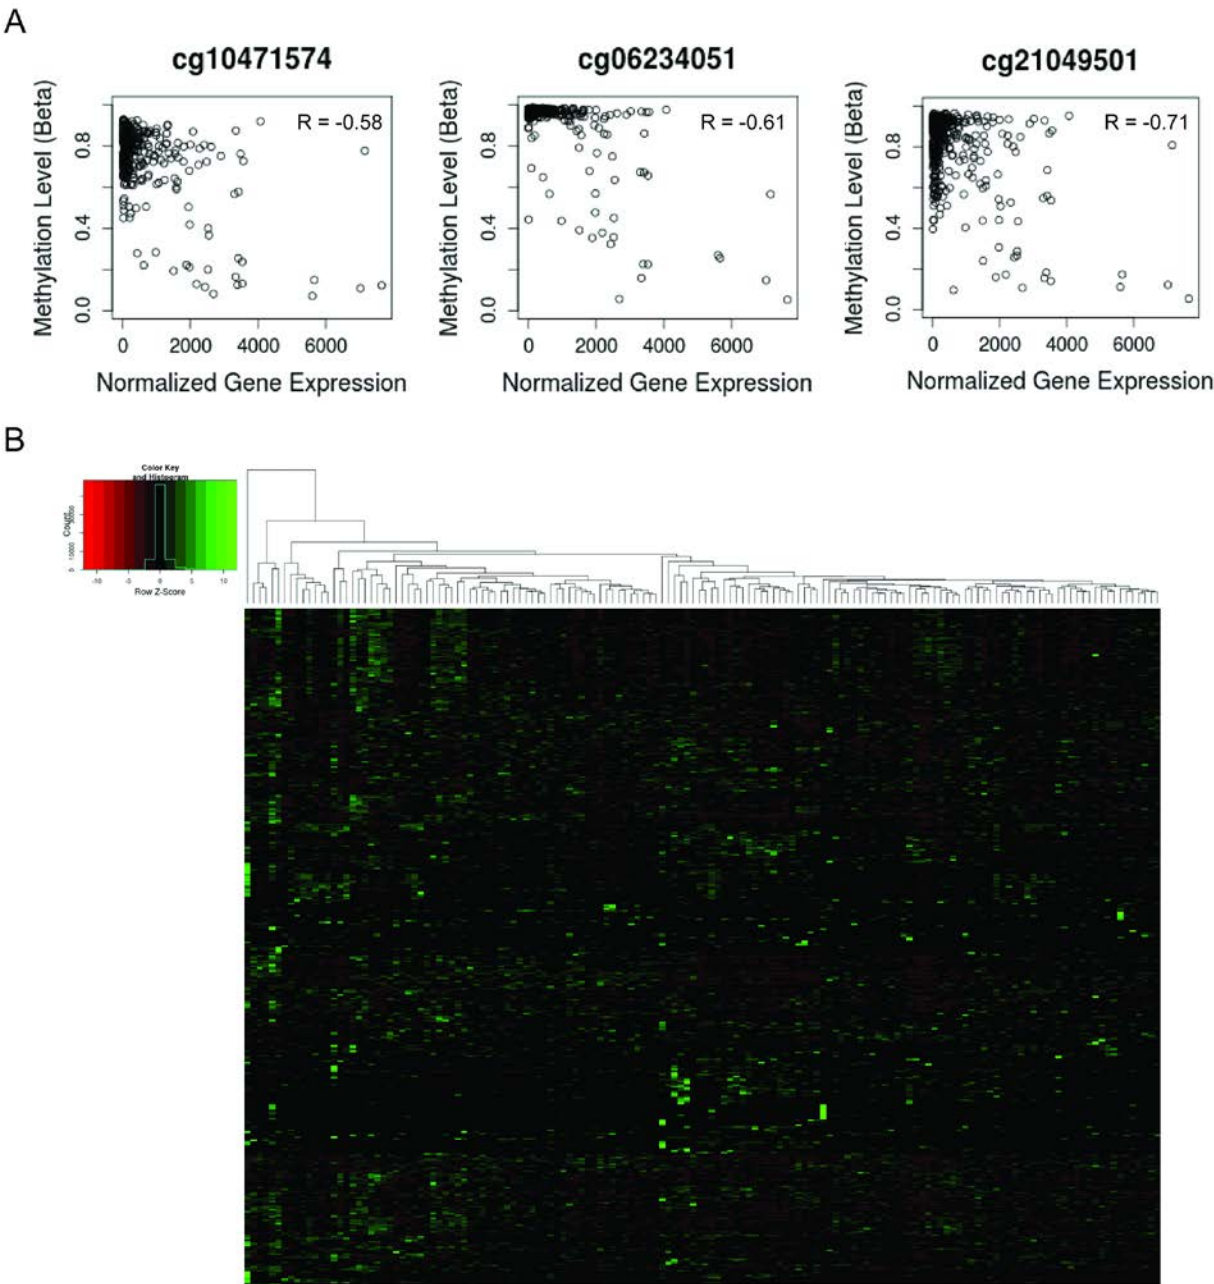 A
cg10471574
cg06234051
cg21049501
Methylation Level (Beta)
0.8
0.4
0.0
R = -0.58
0 2000 4000 6000
Normalized Gene Expression
Methylation Level (Beta)
0.8
0.4
0.0
R = -0.61
0 2000 4000 6000
Normalized Gene Expression
Methylation Level (Beta)
0.8
0.4
0.0
R = -0.71
0 2000 4000 6000
Normalized Gene Expression
B
Color Key
and Histogram
Count
0 10000
-10 -5 0 5 10
Row Z-Score